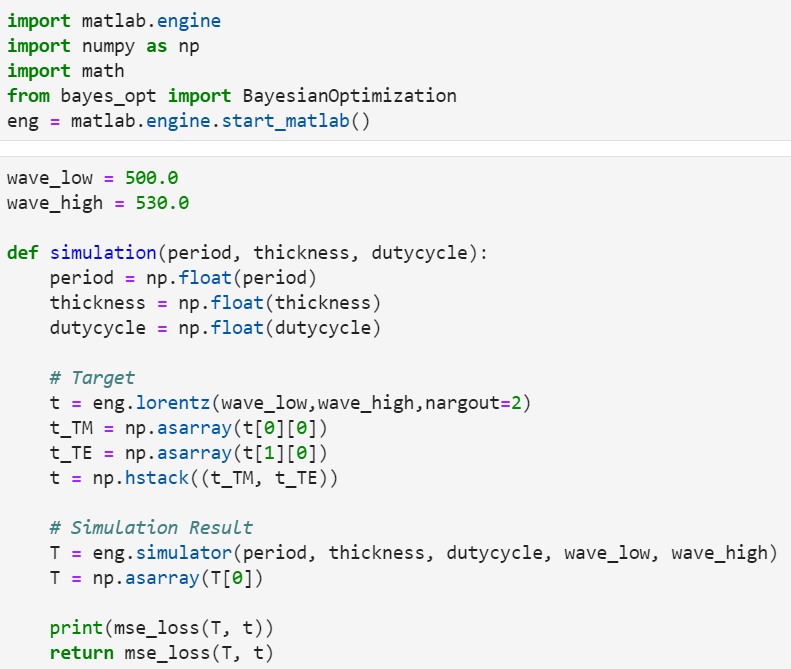 import matlab.engine
import numpy as np
import math
from bayes_opt import BayesianOptimization
eng = matlab.engine.start_matlab()
wave_low = 500.0
wave_high = 530.0
def simulation(period, thickness, dutycycle):
    period = np.float(period)
    thickness = np.float(thickness)
    dutycycle = np.float(dutycycle)
    # Target
    t = eng.lorentz(wave_low,wave_high,nargout=2)
    t_TM = np.asarray(t[0][0])
    t_TE = np.asarray(t[1][0])
    t = np.hstack((t_TM, t_TE))
    # Simulation Result
    T = eng.simulator(period, thickness, dutycycle, wave_low, wave_high)
    T = np.asarray(T[0])
    print(mse_loss(T, t))
    return mse_loss(T, t)